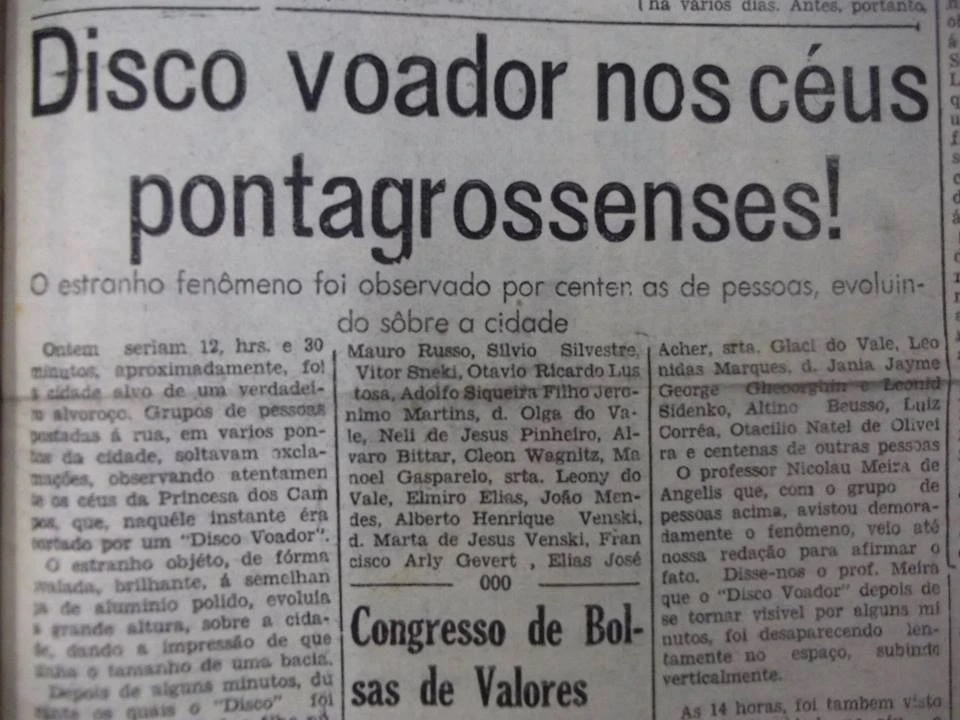 há vários dias. Antes, portanto,
Disco voador nos céus
pontagrossenses!
O estranho fenômeno foi observado por centen as de pessoas, evoluin-
do sôbre a cidade
Ontem seriam 12, hrs. e 30
minutos, aproximadamente, foi
a cidade alvo de um verdadei-
ro alvoroço. Grupos de pessoas
postadas á rua, em varios pon-
tos da cidade, soltavam oxcla-
mações, observando atentamen
te os céus da Princesa dos Cam
pos, que, naquéle instante éra
cortado por um "Disco Voador".
O estranho objéto, de fórma
ovalada, brilhante, á semelhan
ça de aluminio polido, evoluia
a grande altura, sobre a cida-
de, dando a impressão de que
tinha o tamanho de uma bacia.
Depois de alguns minutos, du
rante os quais o "Disco" foi
Mauro Russo, Silvio Silvestre,
Vitor Sneki, Otavio Ricardo Lus
tosa, Adolfo Siqueira Filho Jero-
nimo Martins, d. Olga do Va-
le, Neli de Jesus Pinheiro, Al-
varo Bittar, Cleon Wagnitz, Ma
noel Gasparelo, srta. Leony do
Vale, Elmiro Elias, João Men-
des, Alberto Henrique Venski,
d. Marta de Jesus Venski, Fran
cisco Arly Gevert , Elias José
000
Congresso de Bol-
sas de Valores
Acher, srta. Glaci do Vale, Leo
nidas Marques, d. Jania Jayme
George Gheorghin e Leonid
Sidenko, Altino Beusso, Luiz
Corrêa, Otacilio Natel de Olivei
ra e centenas de outras pessoas
O professor Nicolau Meira de
Angelis que, com o grupo de
pessoas acima, avistou demora-
damente o fenômeno, veio até
nossa redação para afirmar o
fato. Disse-nos o prof. Meira
que o "Disco Voador" depois de
se tornar visivel por alguns mi
nutos, foi desaparecendo len-
tamente no espaço, subindo
verticalmente.
As 14 horas, foi tambem visto